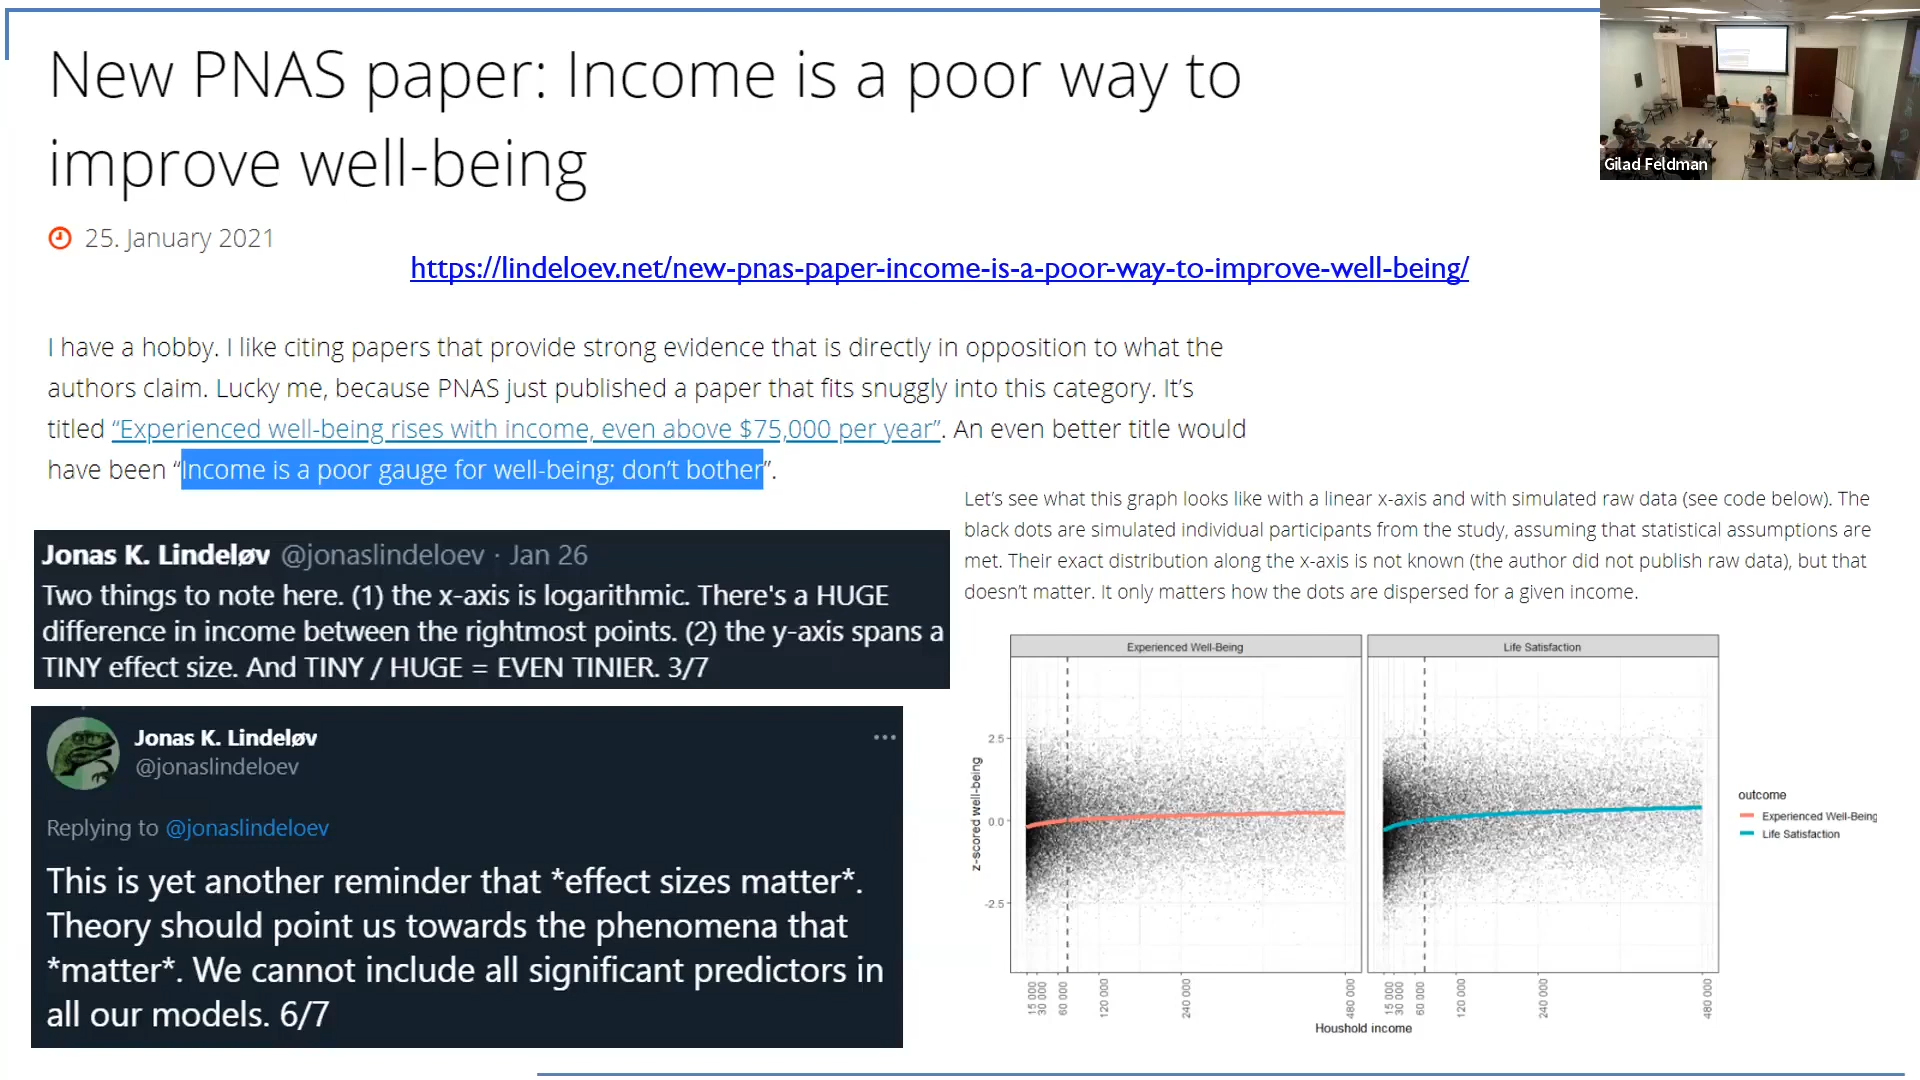 New PNAS paper: Income is a poor way to
improve well-being
25. January 2021
https://lindeloev.net/new-pnas-paper-income-is-a-poor-way-to-improve-well-being/
I have a hobby. I like citing papers that provide strong evidence that is directly in opposition to what the
authors claim. Lucky me, because PNAS just published a paper that fits snuggly into this category. It's
titled “Experienced well-being rises with income, even above $75,000 per year”. An even better title would
have been “Income is a poor gauge for well-being; don’t bother”.
Jonas K. Lindeløv @jonaslindeloev · Jan 26
Two things to note here. (1) the x-axis is logarithmic. There's a HUGE
difference in income between the rightmost points. (2) the y-axis spans a
TINY effect size. And TINY / HUGE = EVEN TINIER. 3/7
Jonas K. Lindeløv
@jonaslindeloev
Replying to @jonaslindeloev
This is yet another reminder that *effect sizes matter*.
Theory should point us towards the phenomena that
*matter*. We cannot include all significant predictors in
all our models. 6/7
Let’s see what this graph looks like with a linear x-axis and with simulated raw data (see code below). The
black dots are simulated individual participants from the study, assuming that statistical assumptions are
met. Their exact distribution along the x-axis is not known (the author did not publish raw data), but that
doesn’t matter. It only matters how the dots are dispersed for a given income.
Experienced Well-Being
Life Satisfaction
z-scored well-being
2.5
0.0
-2.5
15 000
30 000
60 000
120 000
240 000
480 000
15 000
30 000
60 000
120 000
240 000
480 000
Houshold income
outcome
Experienced Well-Being
Life Satisfaction
Gilad Feldman